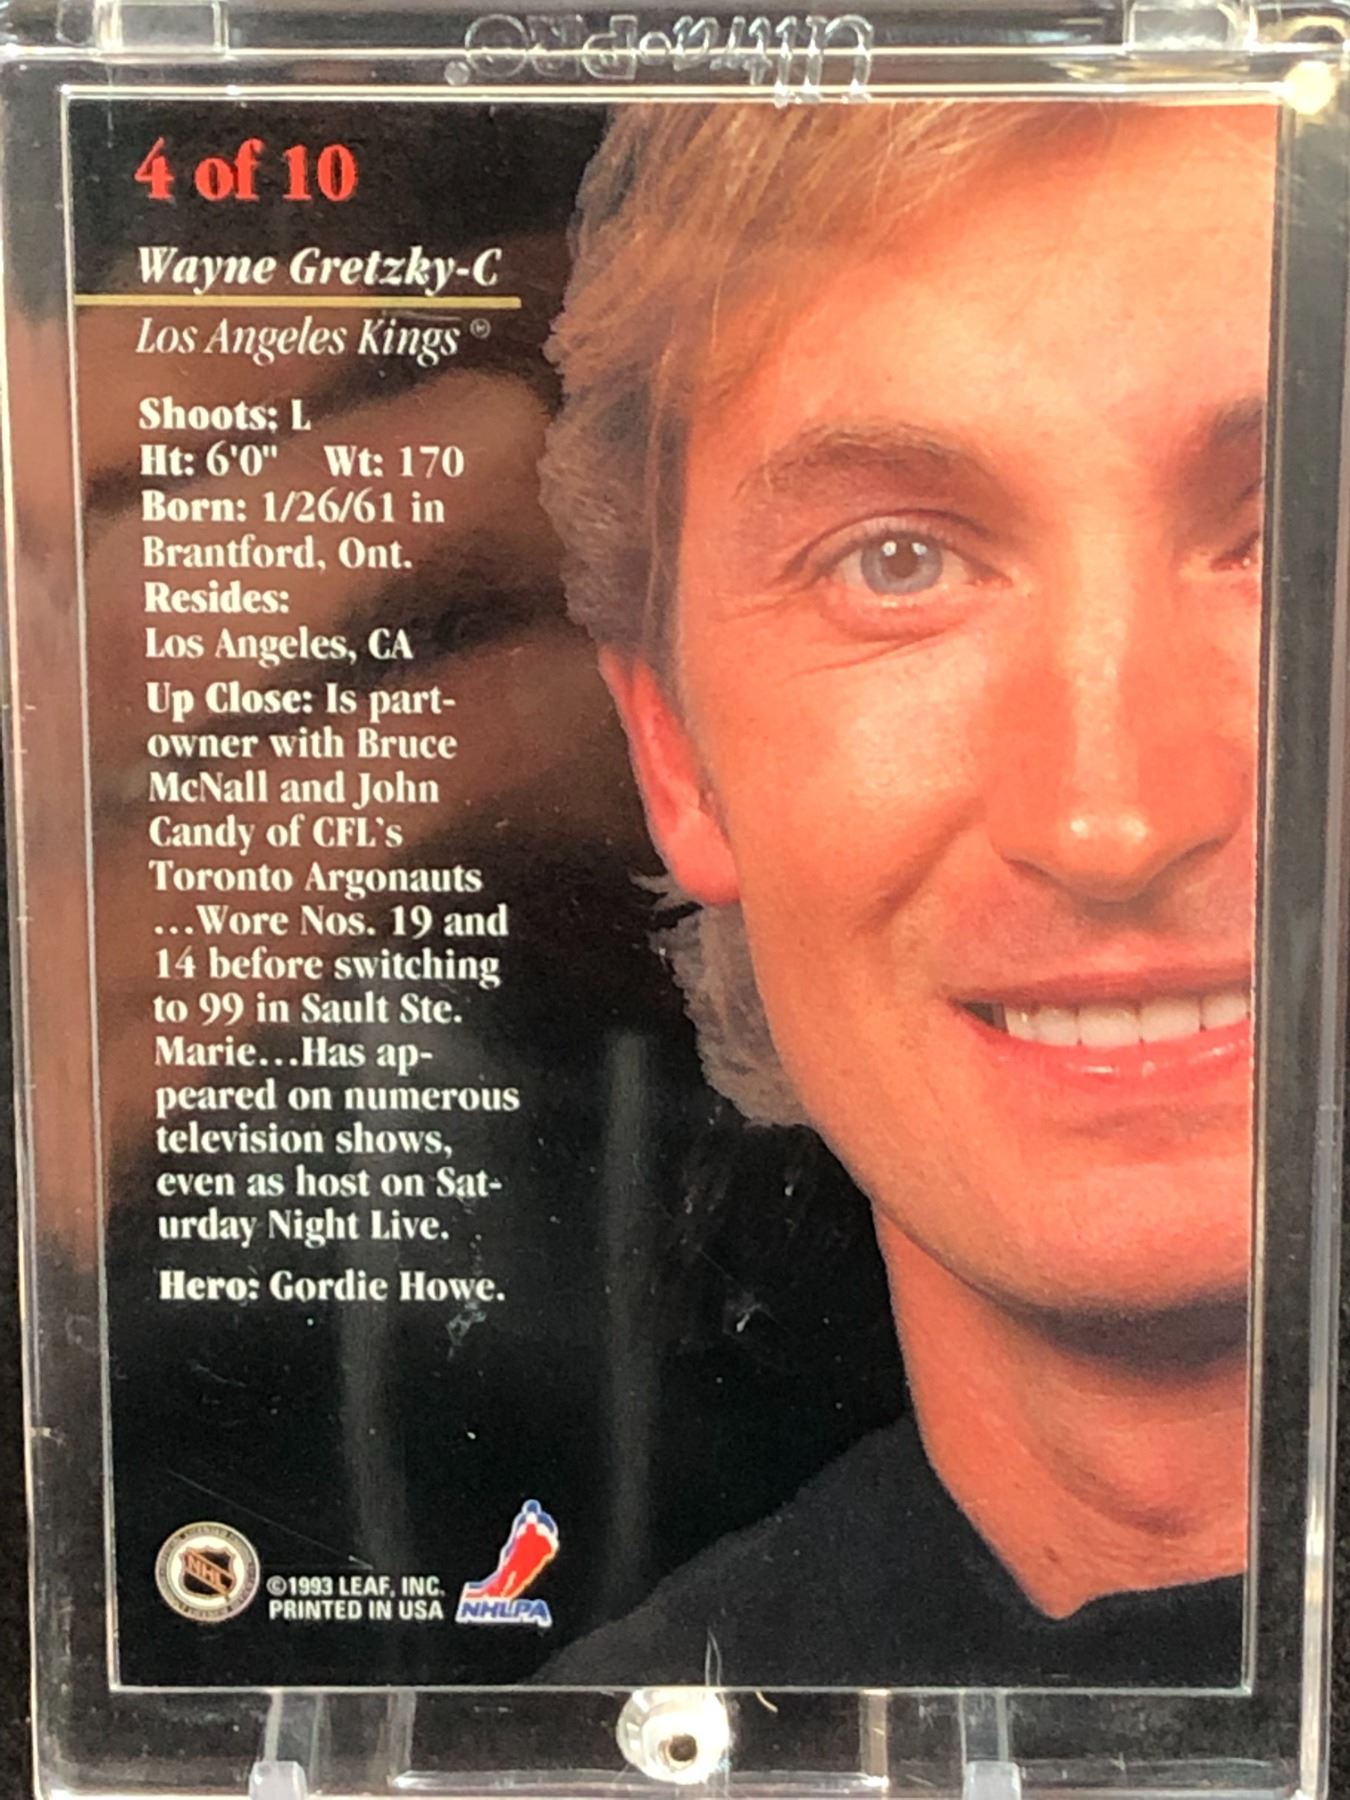 Ultra•PRO.
4 of 10
Wayne Gretzky-C
Los Angeles Kings®
Shoots: L
Ht: 6'0" Wt: 170
Born: 1/26/61 in
Brantford, Ont.
Resides:
Los Angeles, CA
Up Close: Is part-
owner with Bruce
McNall and John
Candy of CFL's
Toronto Argonauts
...Wore Nos. 19 and
14 before switching
to 99 in Sault Ste.
Marie...Has ap-
peared on numerous
television shows,
even as host on Sat-
urday Night Live.
Hero: Gordie Howe.
NHL
©1993 LEAF, INC.
PRINTED IN USA
NHLPA